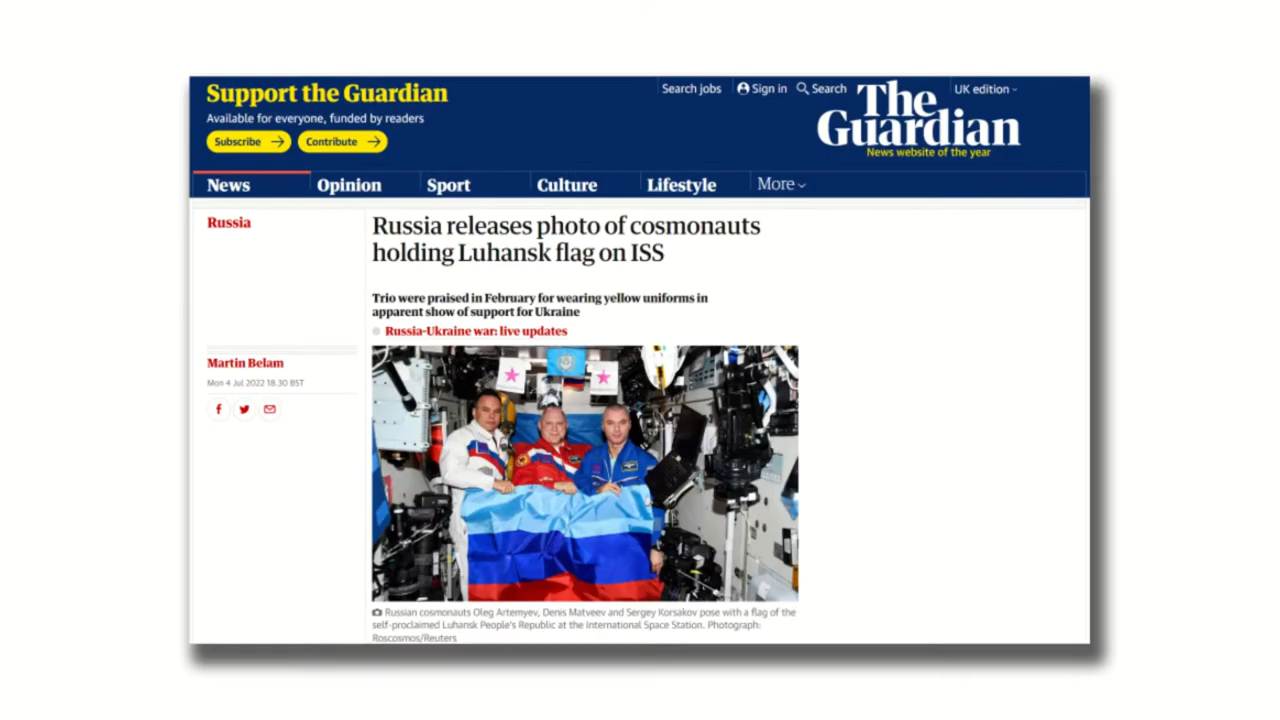 Support the Guardian
Available for everyone, funded by readers
Subscribe
Contribute
Search jobs
Sign in
Search
UK edition
The
Guardian
News website of the year
News
Opinion
Sport
Culture
Lifestyle
More
Russia
Russia releases photo of cosmonauts
holding Luhansk flag on ISS
Trio were praised in February for wearing yellow uniforms in
apparent show of support for Ukraine
Russia-Ukraine war: live updates
Martin Belam
Mon 4 Jul 2022 18.30 BST
Russian cosmonauts Oleg Artemyev, Denis Matveev and Sergey Korsakov pose with a flag of the
self-proclaimed Luhansk People's Republic at the International Space Station. Photograph:
Roscosmos/Reuters